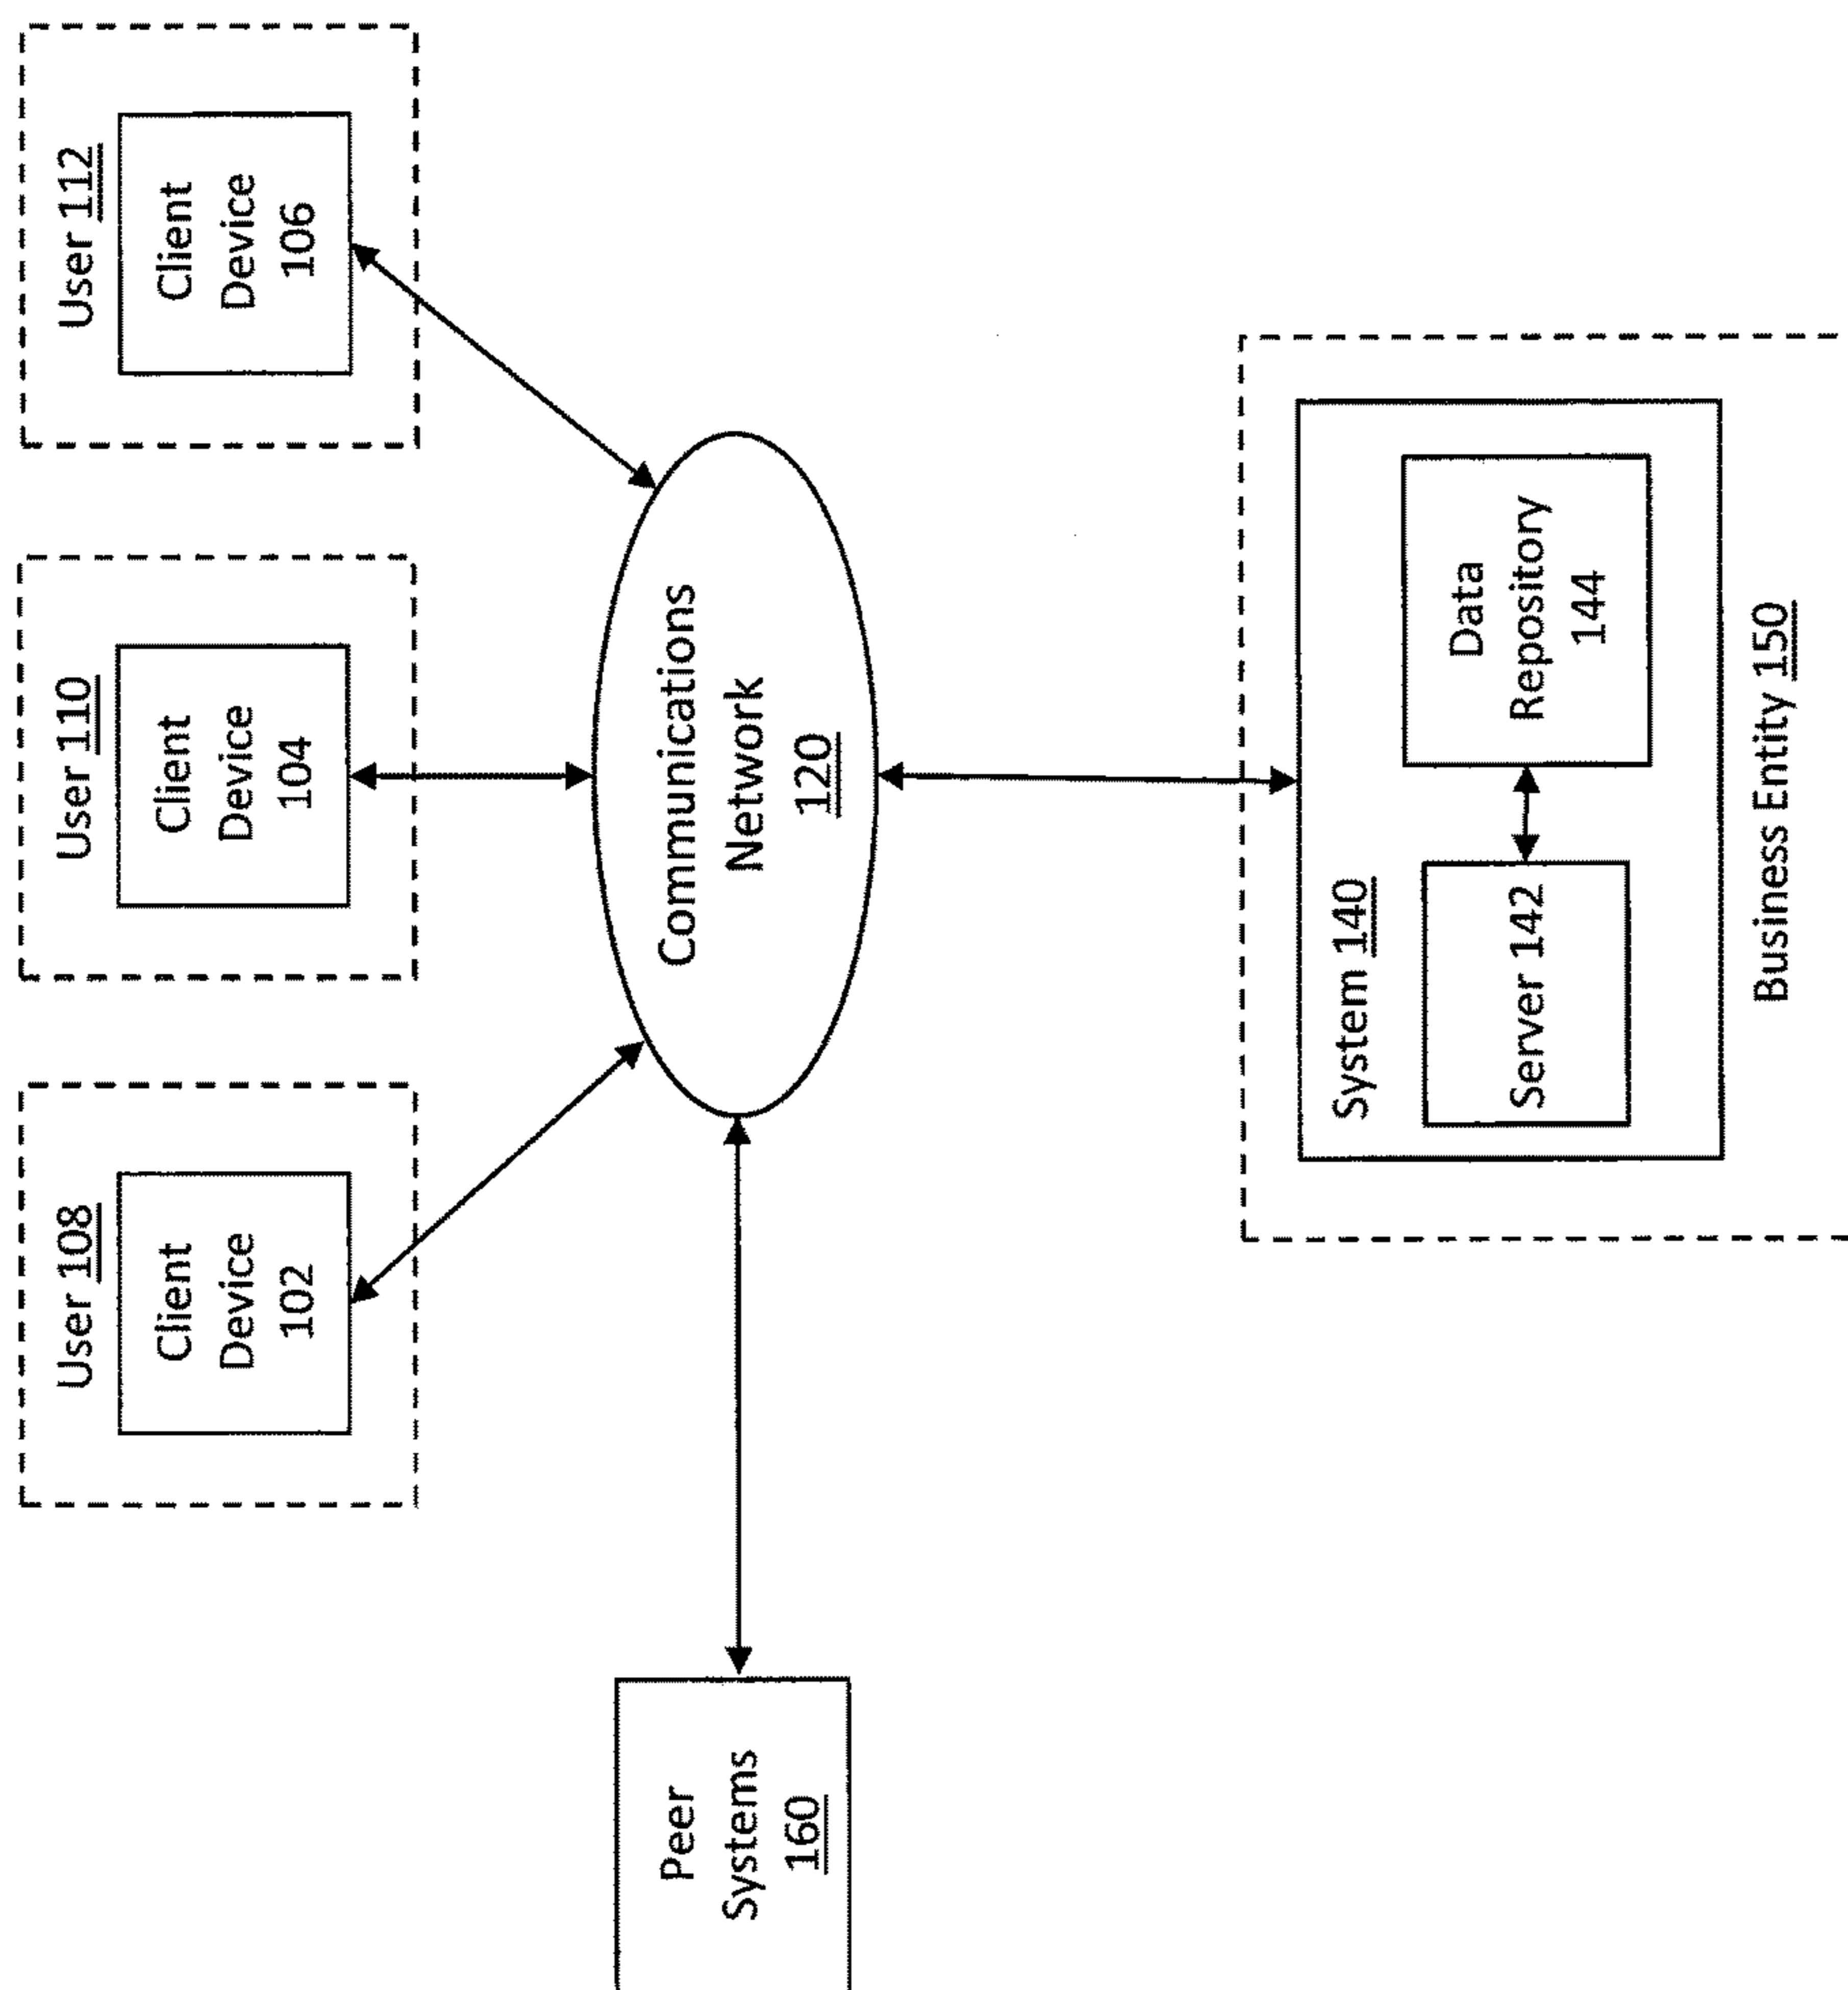 User 108
Client
Device
102
User 110
Client
Device
104
User 112
Client
Device
106
Peer
Systems
160
Communications
Network
120
System 140
Server 142
Data
Repository
144
Business Entity 150